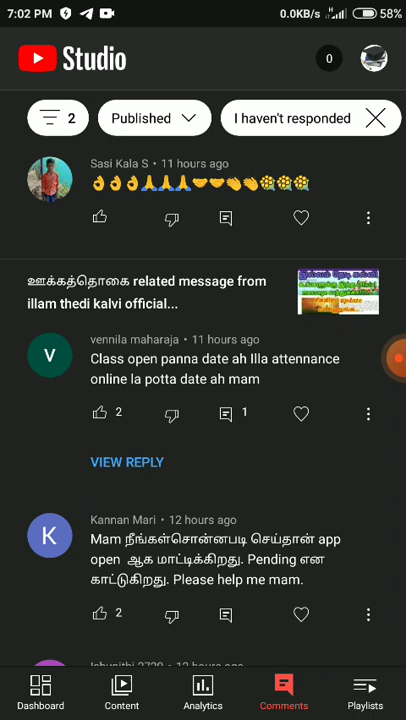 7:02 PM 0.0KB/s 58%
Studio
0
2 Published I haven't responded
Sasi Kala S • 11 hours ago
👌👌👌🙏🙏🙏🤝🤝👏👏💐💐💐
ஊக்கத்தொகை related message from
illam thedi kalvi official...
V
vennila maharaja • 11 hours ago
Class open panna date ah Illa attennance
online la potta date ah mam
2 1
VIEW REPLY
K
Kannan Mari • 12 hours ago
Mam நீங்கள்சொன்னபடி செய்தான் app
open ஆக மாட்டிக்கிறது. Pending என
காட்டுகிறது. Please help me mam.
2
Dashboard Content Analytics Comments Playlists